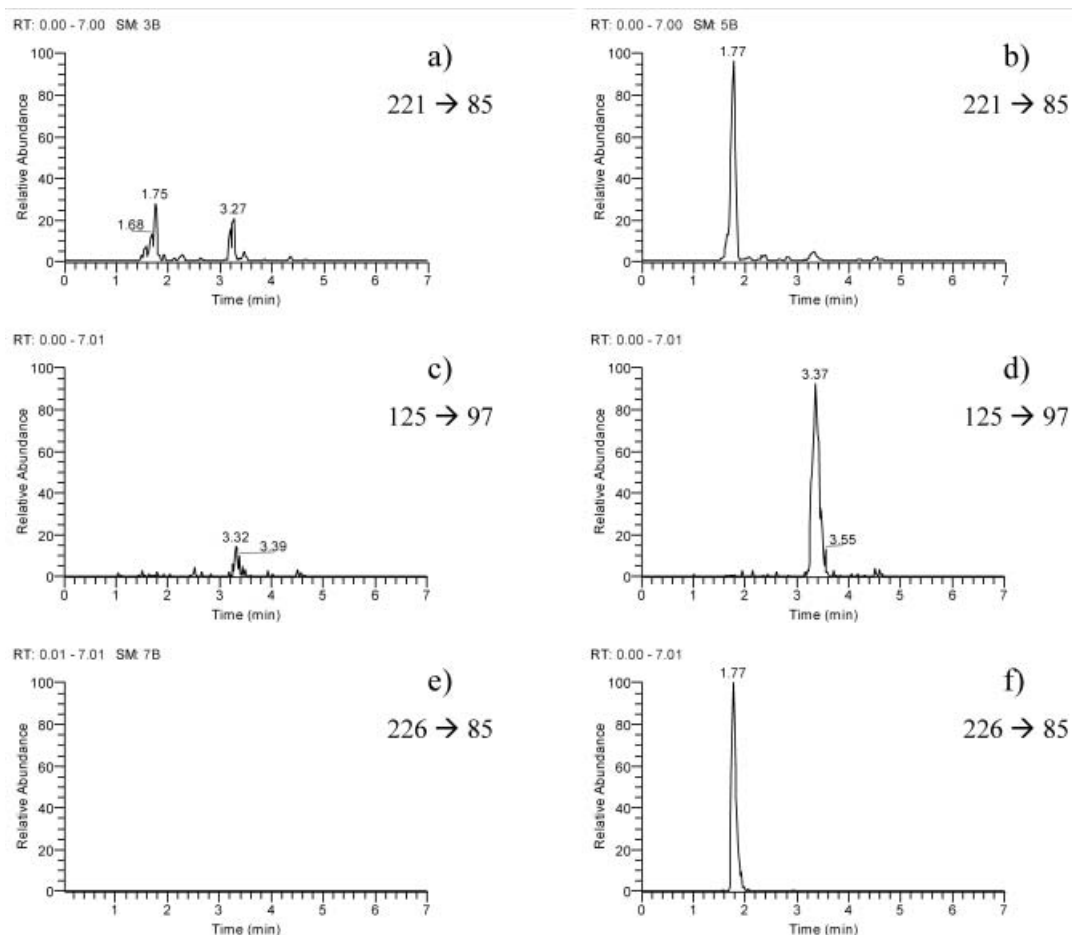 RT: 0.00 - 7.00 SM: 3B
a)
221 → 85
100
80
60
40
20
0
Relative Abundance
1.68
1.75
3.27
0 1 2 3 4 5 6 7
Time (min)
RT: 0.00 - 7.00 SM: 5B
b)
221 → 85
100
80
60
40
20
0
Relative Abundance
1.77
0 1 2 3 4 5 6 7
Time (min)
RT: 0.00 - 7.01
c)
125 → 97
100
80
60
40
20
0
Relative Abundance
3.32
3.39
0 1 2 3 4 5 6 7
Time (min)
RT: 0.00 - 7.01
d)
125 → 97
100
80
60
40
20
0
Relative Abundance
3.37
3.55
0 1 2 3 4 5 6 7
Time (min)
RT: 0.01 - 7.01 SM: 7B
e)
226 → 85
100
80
60
40
20
0
Relative Abundance
1 2 3 4 5 6 7
Time (min)
RT: 0.00 - 7.01
f)
226 → 85
100
80
60
40
20
0
Relative Abundance
1.77
0 1 2 3 4 5 6 7
Time (min)